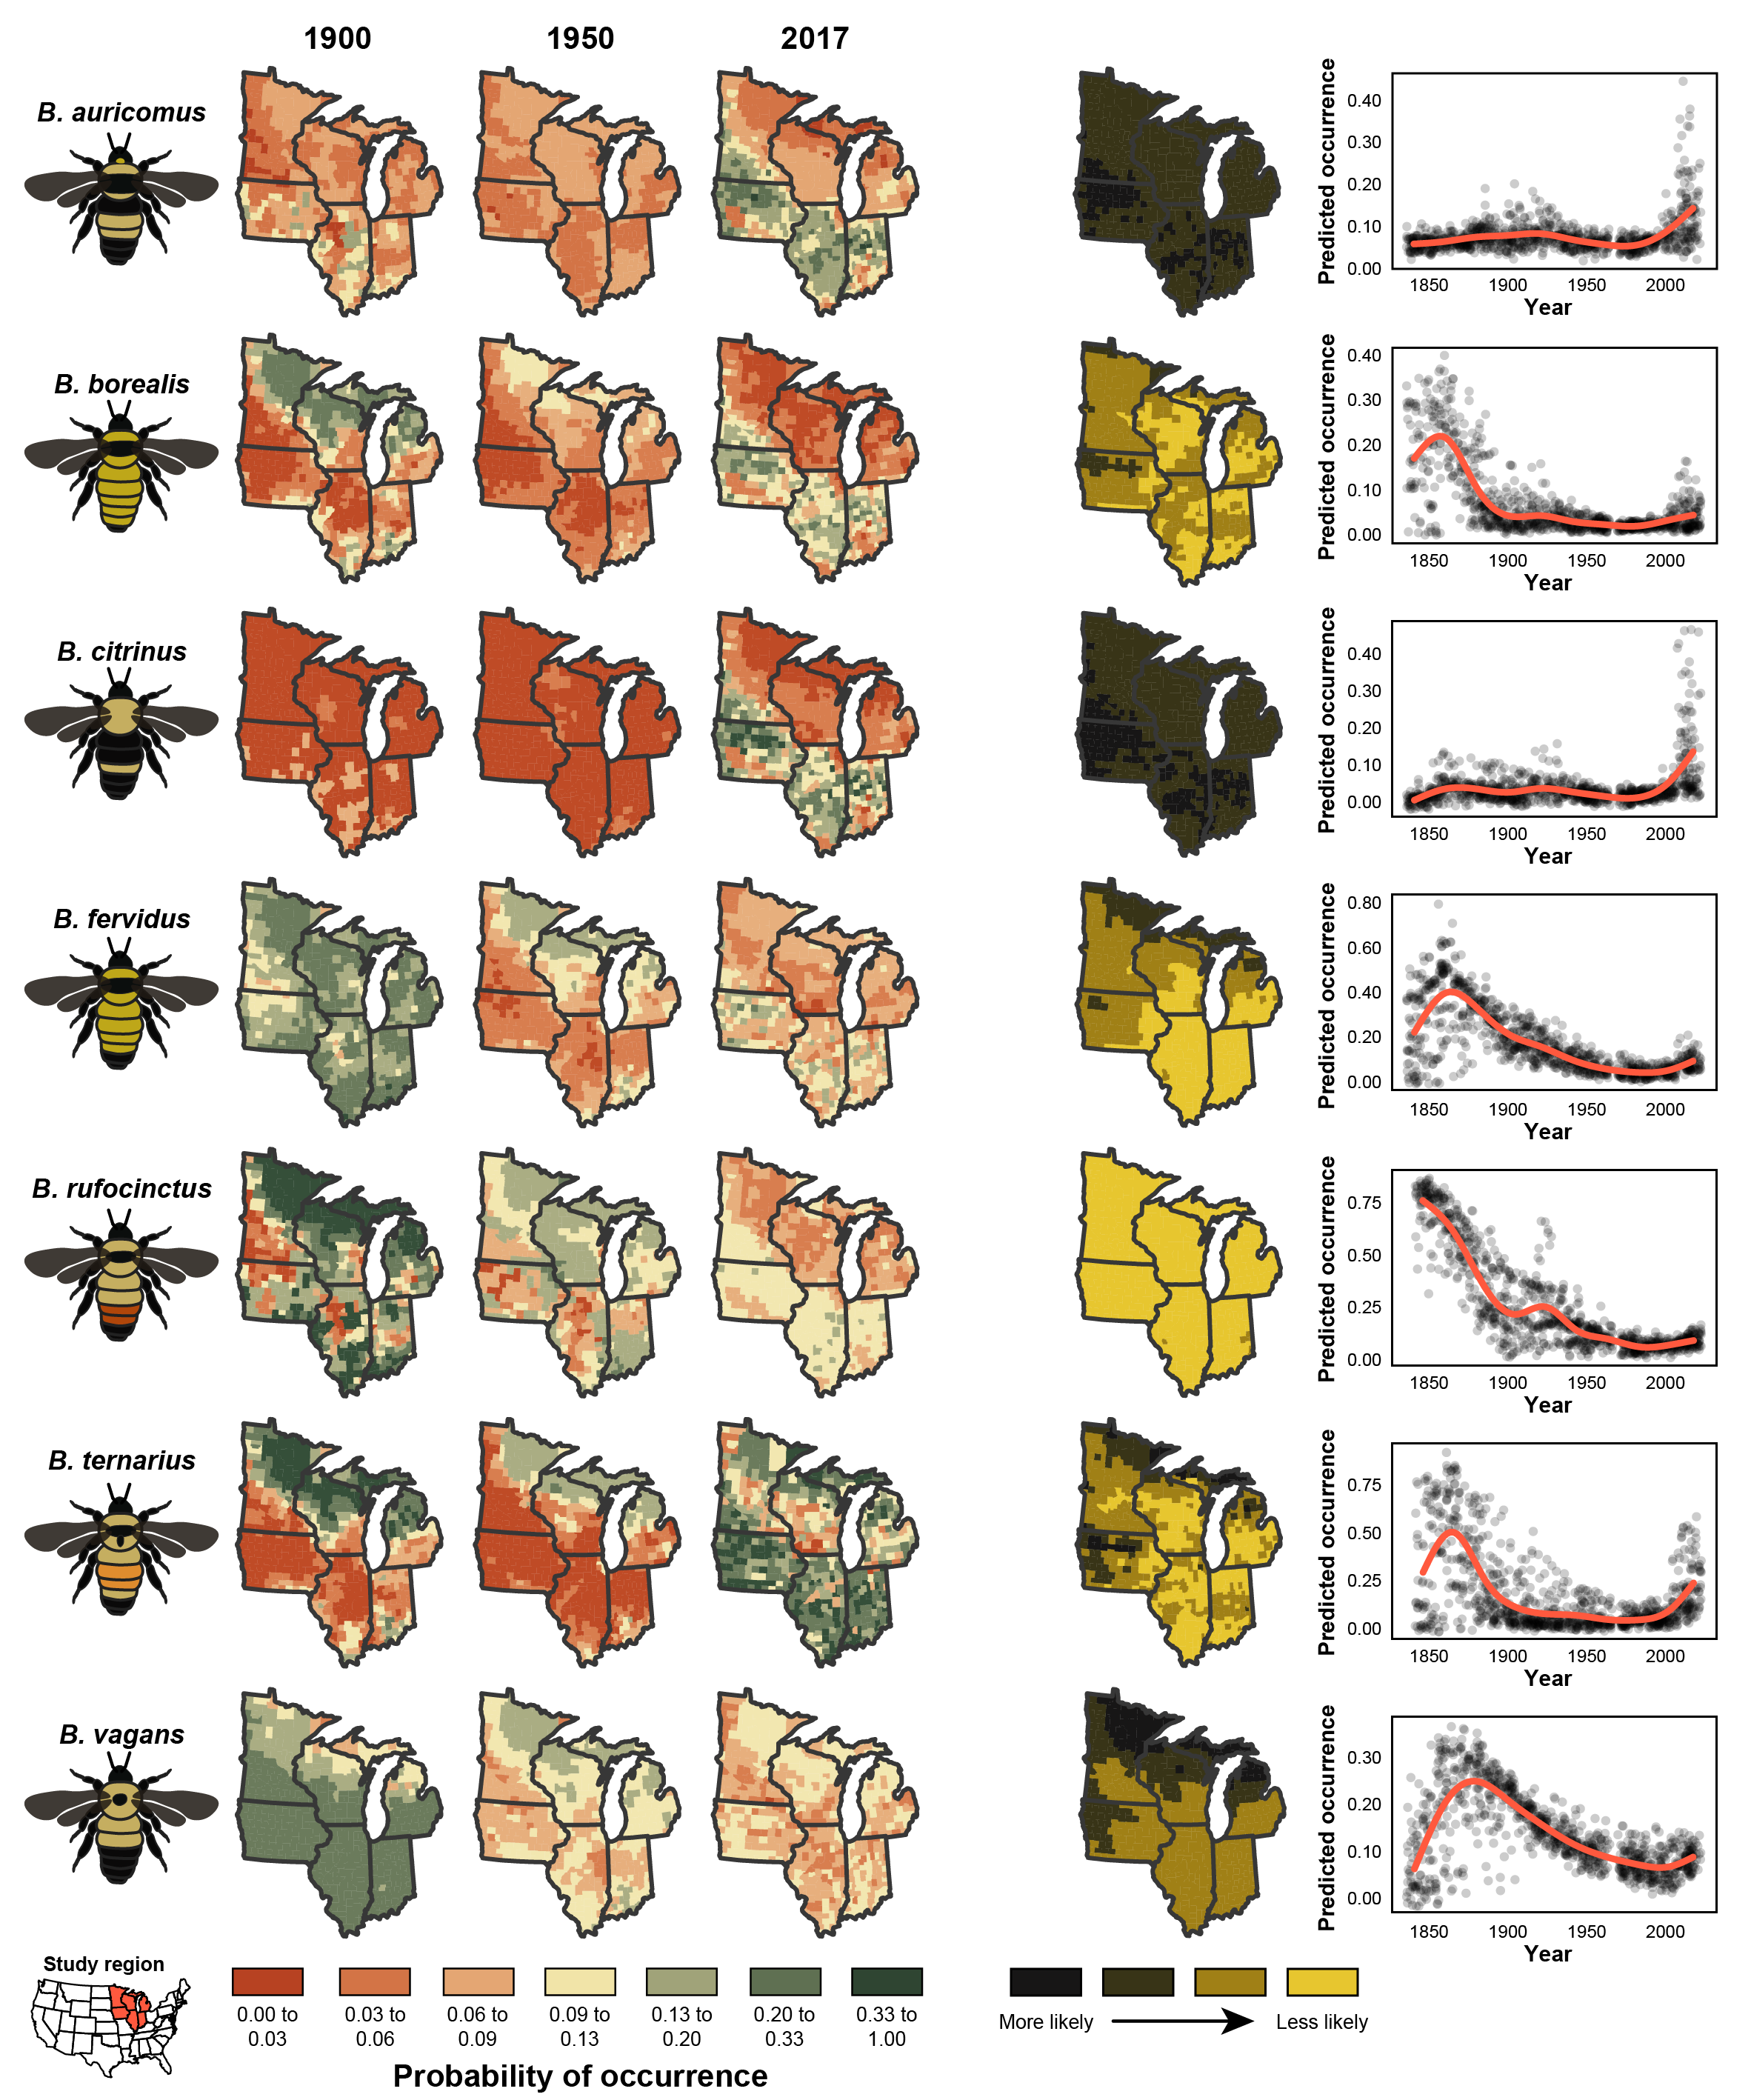 1900 1950 2017
B. auricomus
Predicted occurrence
0.40
0.30
0.20
0.10
0.00
1850 1900 1950 2000
Year
B. borealis
Predicted occurrence
0.40
0.30
0.20
0.10
0.00
1850 1900 1950 2000
Year
B. citrinus
Predicted occurrence
0.40
0.30
0.20
0.10
0.00
1850 1900 1950 2000
Year
B. fervidus
Predicted occurrence
0.80
0.60
0.40
0.20
0.00
1850 1900 1950 2000
Year
B. rufocinctus
Predicted occurrence
0.75
0.50
0.25
0.00
1850 1900 1950 2000
Year
B. ternarius
Predicted occurrence
0.75
0.50
0.25
0.00
1850 1900 1950 2000
Year
B. vagans
Predicted occurrence
0.30
0.20
0.10
0.00
1850 1900 1950 2000
Year
Study region
0.00 to 0.03 to 0.06 to 0.09 to 0.13 to 0.20 to 0.33 to
0.03 0.06 0.09 0.13 0.20 0.33 1.00
Probability of occurrence
More likely Less likely